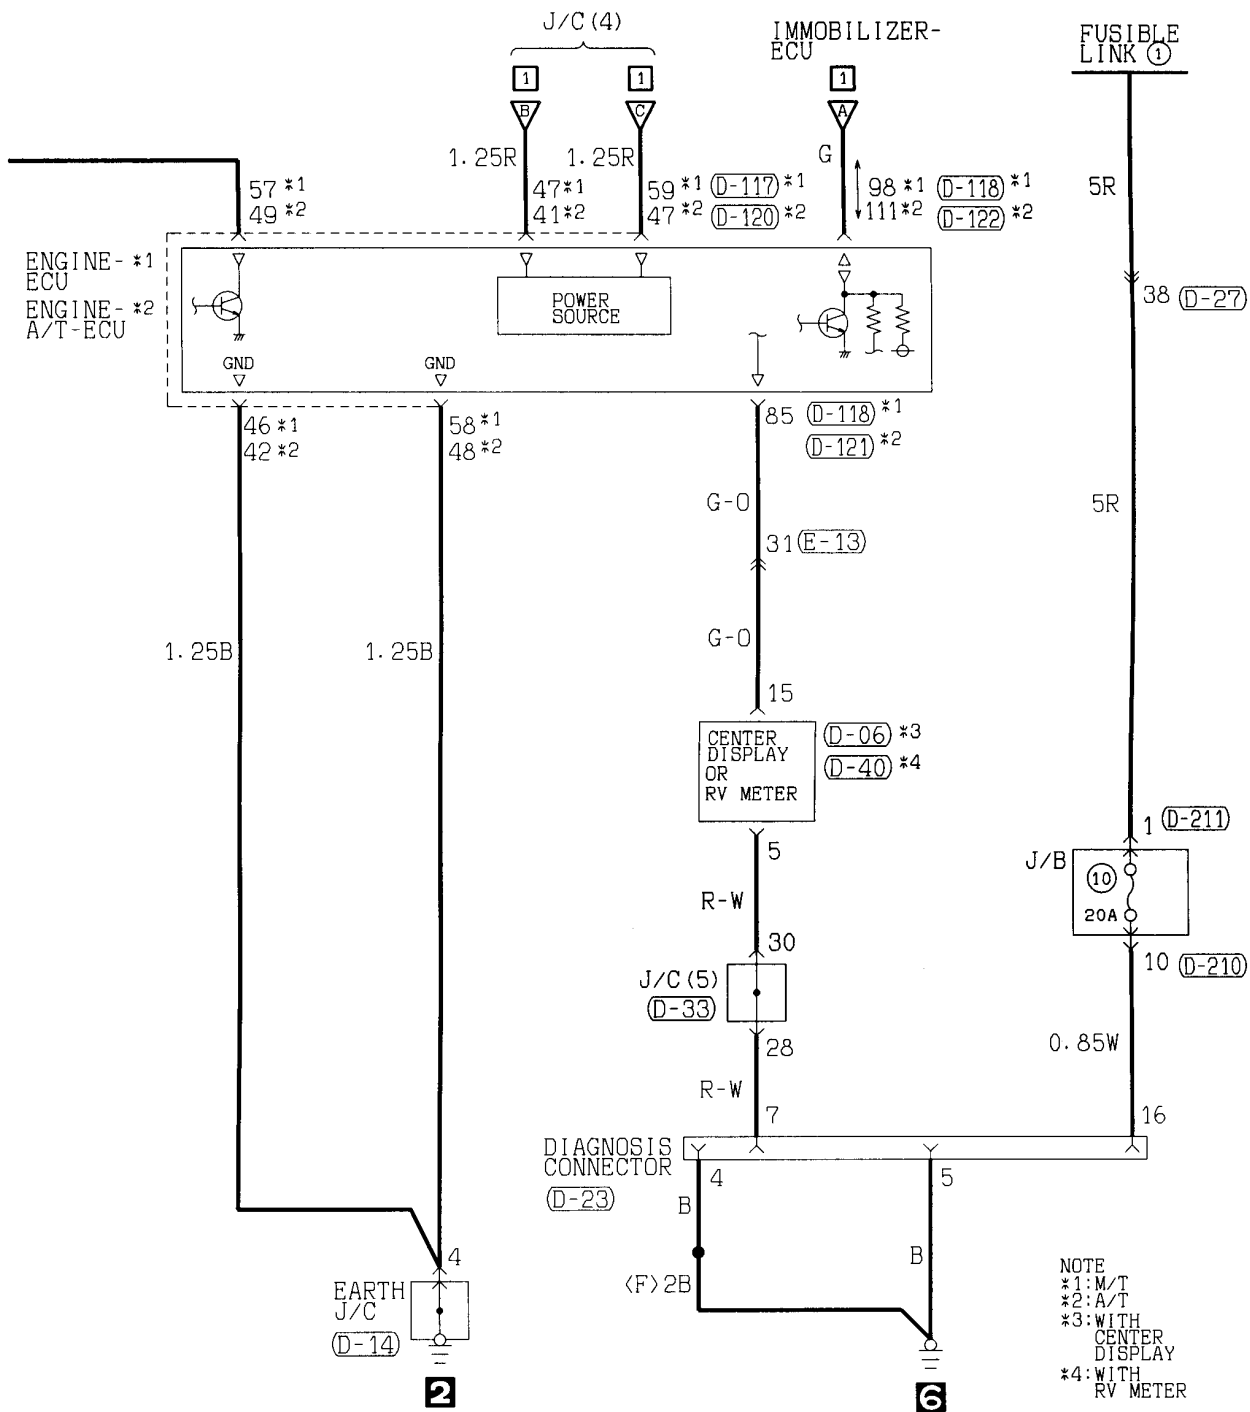 J/C(4)
IMMOBILIZER-
ECU
FUSIBLE
LINK ①
1
1
1
B
C
A
1.25R
1.25R
G
5R
57 *1
49 *2
47*1
41*2
59 *1 (D-117) *1
47 *2 (D-120) *2
98 *1 (D-118) *1
111*2 (D-122) *2
ENGINE- *1
ECU
ENGINE- *2
A/T-ECU
POWER
SOURCE
38 (D-27)
GND
GND
46 *1
42 *2
58 *1
48 *2
85 (D-118) *1
(D-121) *2
G-O
5R
31 (E-13)
G-O
1.25B
1.25B
15
CENTER
DISPLAY
OR
RV METER
(D-06) *3
(D-40) *4
1 (D-211)
5
J/B
⑩
20A
R-W
30
10 (D-210)
J/C(5)
(D-33)
28
0.85W
R-W
7
16
DIAGNOSIS
CONNECTOR
(D-23)
4
5
B
B
<F>2B
4
EARTH
J/C
(D-14)
2
6
NOTE
*1:M/T
*2:A/T
*3:WITH
CENTER
DISPLAY
*4:WITH
RV METER